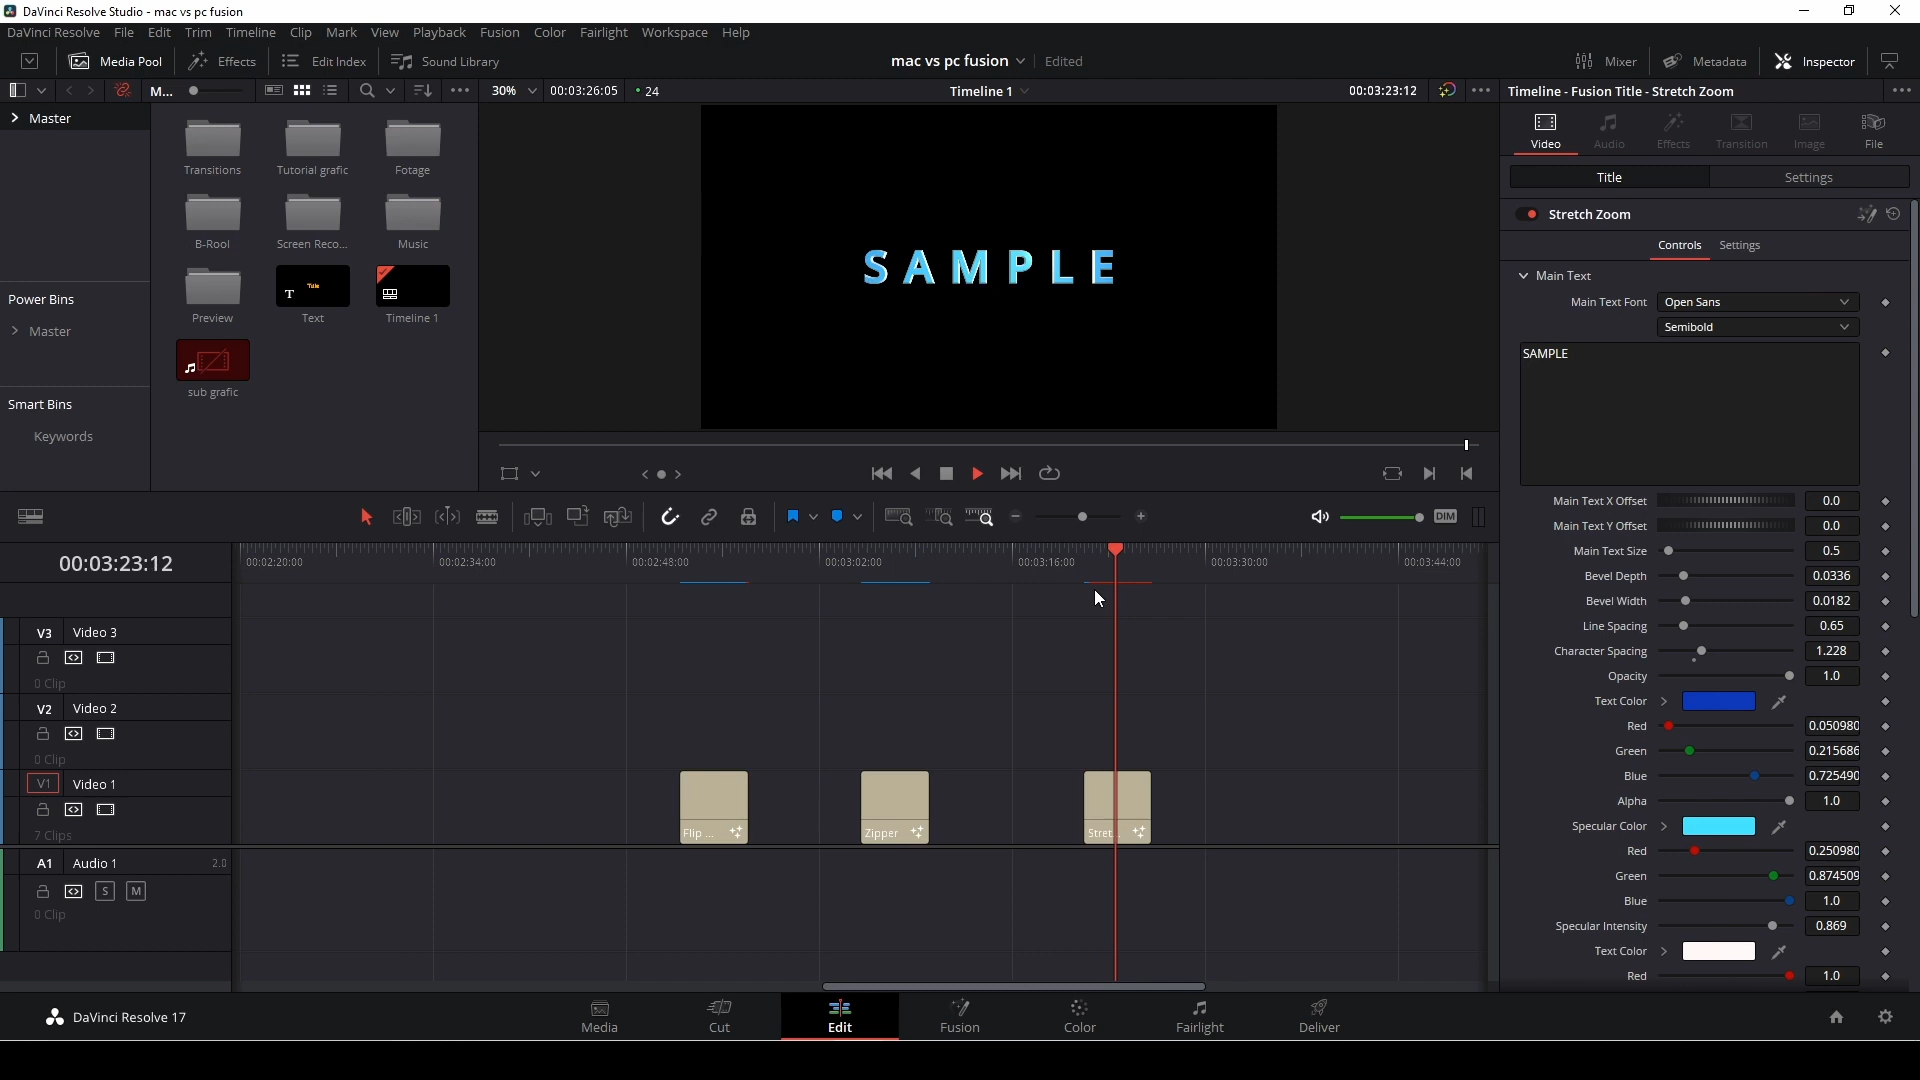 DaVinci Resolve Studio - mac vs pc fusion
DaVinci Resolve File Edit Trim Timeline Clip Mark View Playback Fusion Color Fairlight Workspace Help
Media Pool Effects Edit Index Sound Library mac vs pc fusion Edited Mixer Metadata Inspector
M... 30% 00:03:26:05 24 Timeline 1 00:03:23:12 Timeline - Fusion Title - Stretch Zoom
Master
Power Bins
Master
Smart Bins
Keywords
Transitions Tutorial grafic Fotage
B-Rool Screen Reco... Music
T Title
Preview Text Timeline 1
sub grafic
SAMPLE
Video Audio Effects Transition Image File
Title Settings
Stretch Zoom
Controls Settings
Main Text
Main Text Font Open Sans
Semibold
SAMPLE
Main Text X Offset 0.0
Main Text Y Offset 0.0
Main Text Size 0.5
Bevel Depth 0.0336
Bevel Width 0.0182
Line Spacing 0.65
Character Spacing 1.228
Opacity 1.0
Text Color
Red 0.050980
Green 0.215686
Blue 0.725490
Alpha 1.0
Specular Color
Red 0.250980
Green 0.874509
Blue 1.0
Specular Intensity 0.869
Text Color
Red 1.0
DIM
00:03:23:12
00:02:20:00 00:02:34:00 00:02:48:00 00:03:02:00 00:03:16:00 00:03:30:00 00:03:44:00
V3 Video 3
0 Clip
V2 Video 2
0 Clip
V1 Video 1
7 Clips
Flip ... Zipper Stret...
A1 Audio 1 2.0
S M
0 Clip
DaVinci Resolve 17
Media Cut Edit Fusion Color Fairlight Deliver